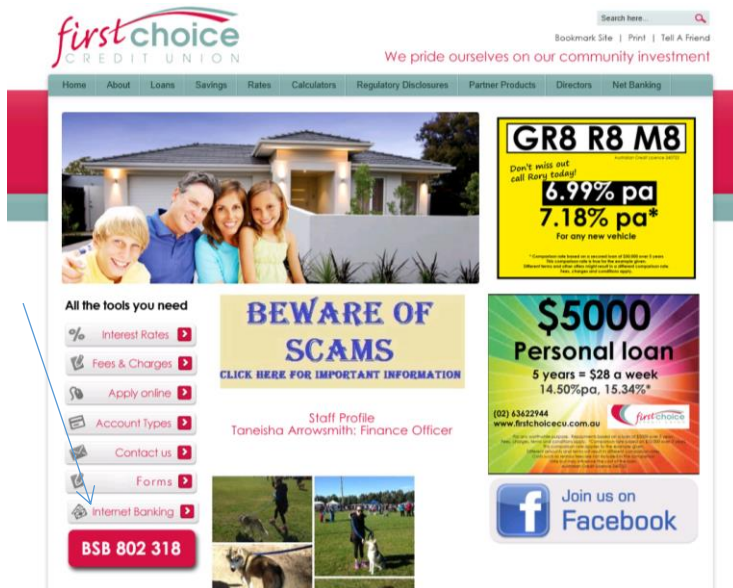 first choice
CREDIT UNION
Search here...
Bookmark Site | Print | Tell A Friend
We pride ourselves on our community investment
Home About Loans Savings Rates Calculators Regulatory Disclosures Partner Products Directors Net Banking
GR8 R8 M8
Don't miss out
call Rory today!
6.99% pa
7.18% pa*
For any new vehicle
All the tools you need
Interest Rates
Fees & Charges
Apply online
Account Types
Contact us
Forms
Internet Banking
BSB 802 318
BEWARE OF
SCAMS
CLICK HERE FOR IMPORTANT INFORMATION
Staff Profile
Taneisha Arrowsmith: Finance Officer
$5000
Personal loan
5 years = $28 a week
14.50%pa, 15.34%*
(02) 63622944
www.firstchoicecu.com.au
first choice
Join us on
Facebook